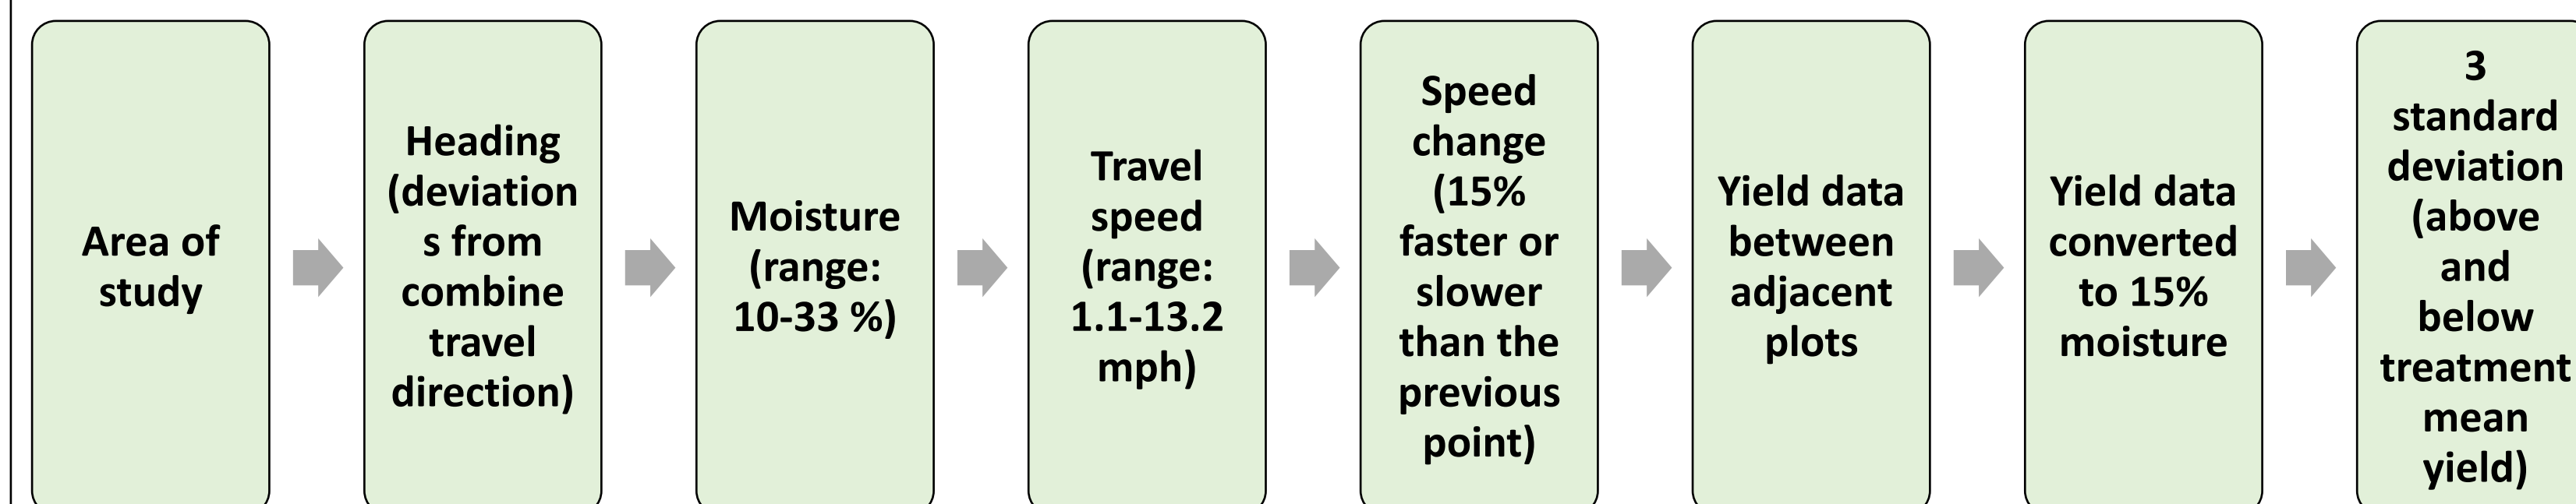 Area of
study
Heading
(deviation
s from
combine
travel
direction)
Moisture
(range:
10-33 %)
Travel
speed
(range:
1.1-13.2
mph)
Speed
change
(15%
faster or
slower
than the
previous
point)
Yield data
between
adjacent
plots
Yield data
converted
to 15%
moisture
3
standard
deviation
(above
and
below
treatment
mean
yield)